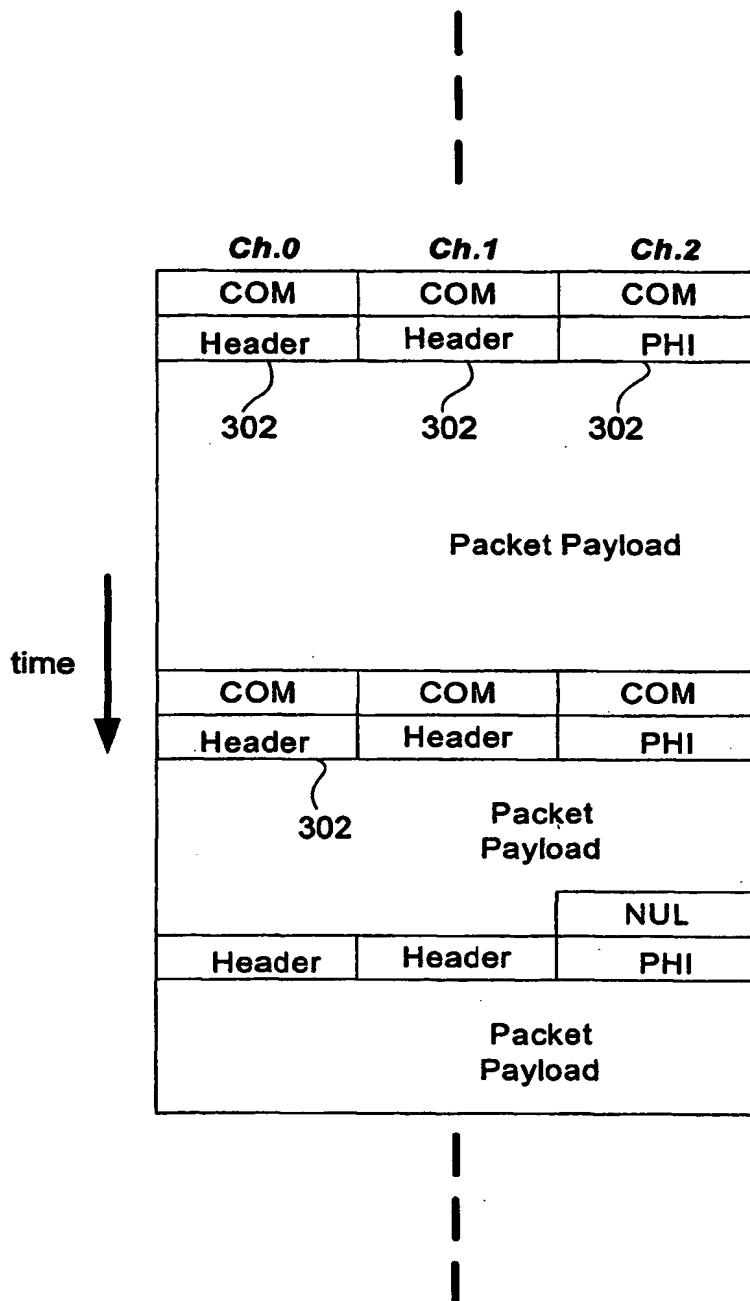 Ch.0 Ch.1 Ch.2
COM COM COM
Header Header PHI
302 302 302
Packet Payload
time
COM COM COM
Header Header PHI
302
Packet
Payload
NUL
Header Header PHI
Packet
Payload